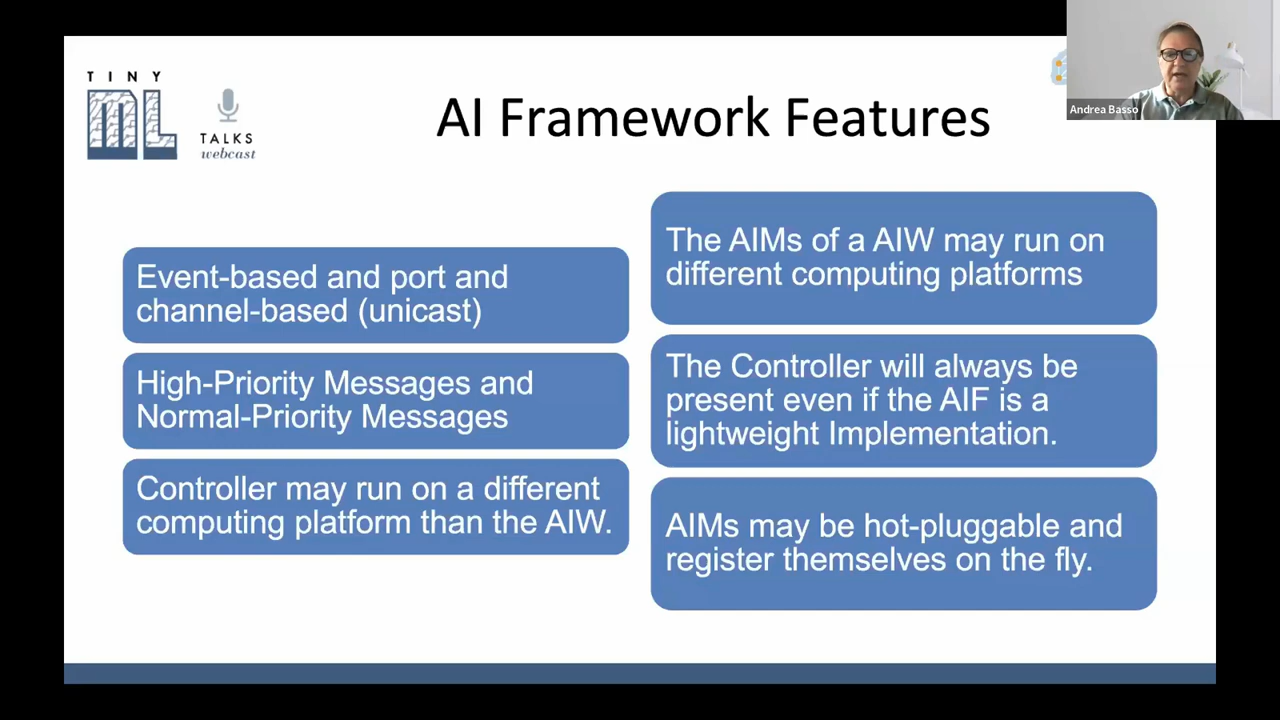 TINY
ML
TALKS
webcast
AI Framework Features
Andrea Basso
Event-based and port and
channel-based (unicast)
High-Priority Messages and
Normal-Priority Messages
Controller may run on a different
computing platform than the AIW.
The AIMs of a AIW may run on
different computing platforms
The Controller will always be
present even if the AIF is a
lightweight Implementation.
AIMs may be hot-pluggable and
register themselves on the fly.